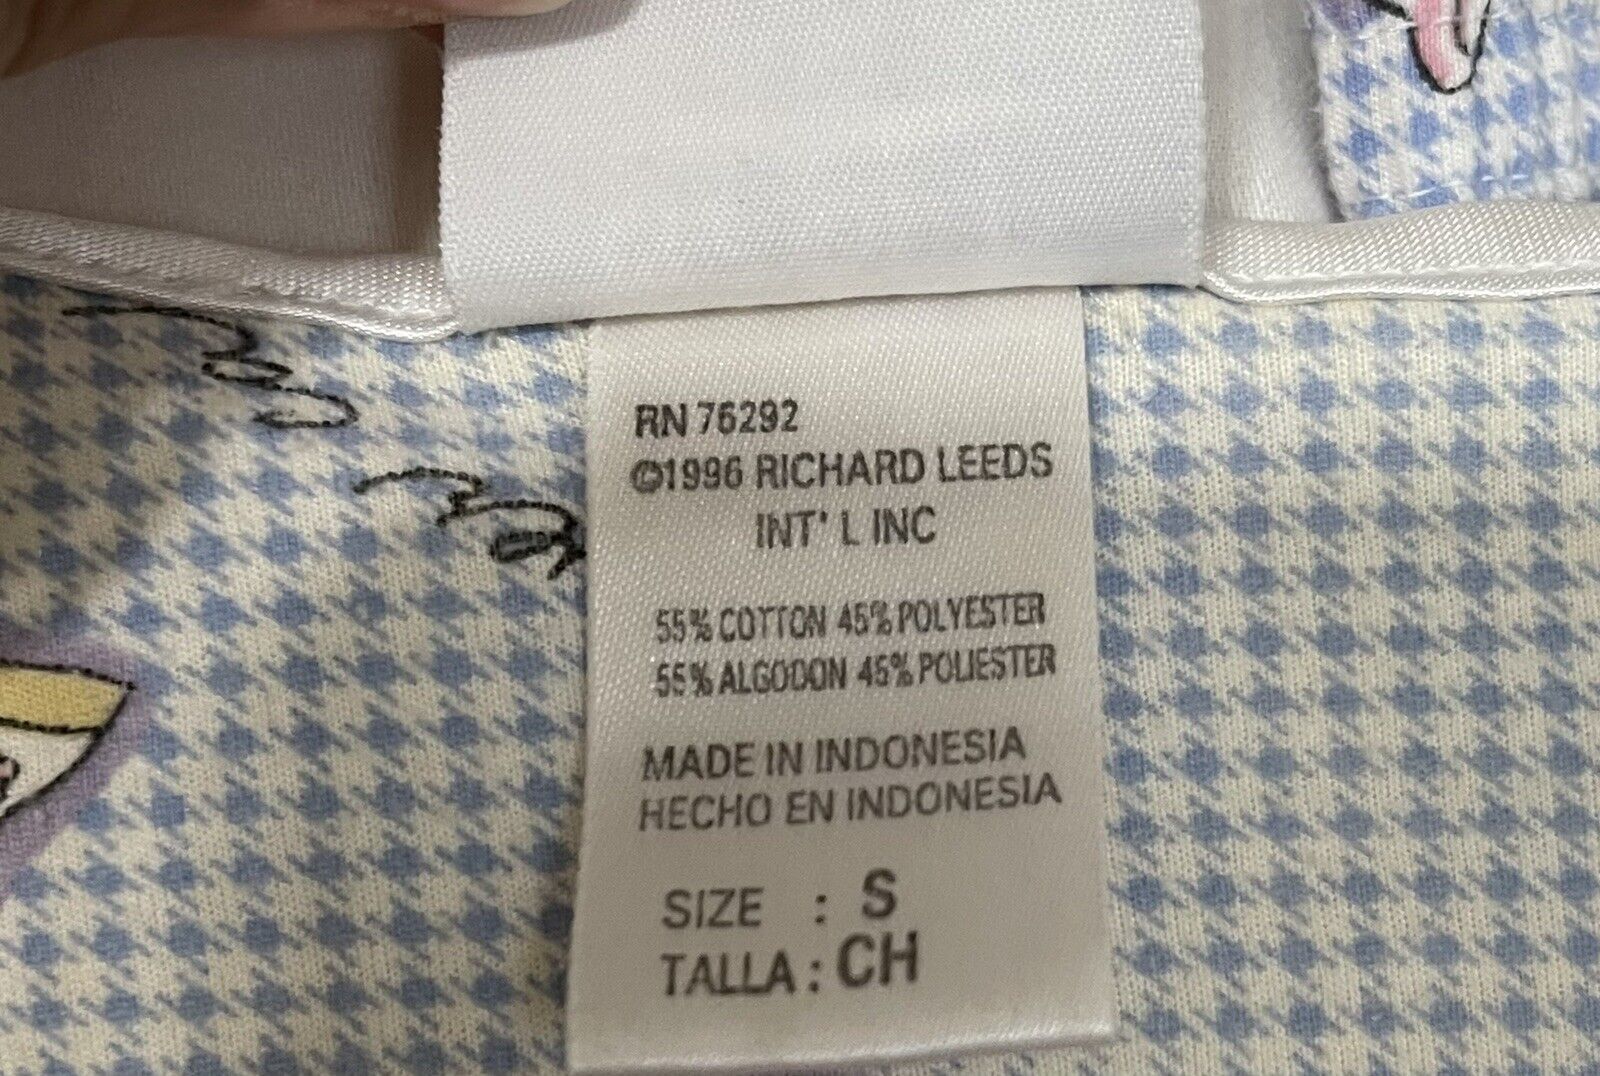 RN 76292
©1996 RICHARD LEEDS
INT' L INC
55% COTTON 45% POLYESTER
55% ALGODON 45% POLIESTER
MADE IN INDONESIA
HECHO EN INDONESIA
SIZE : S
TALLA : CH